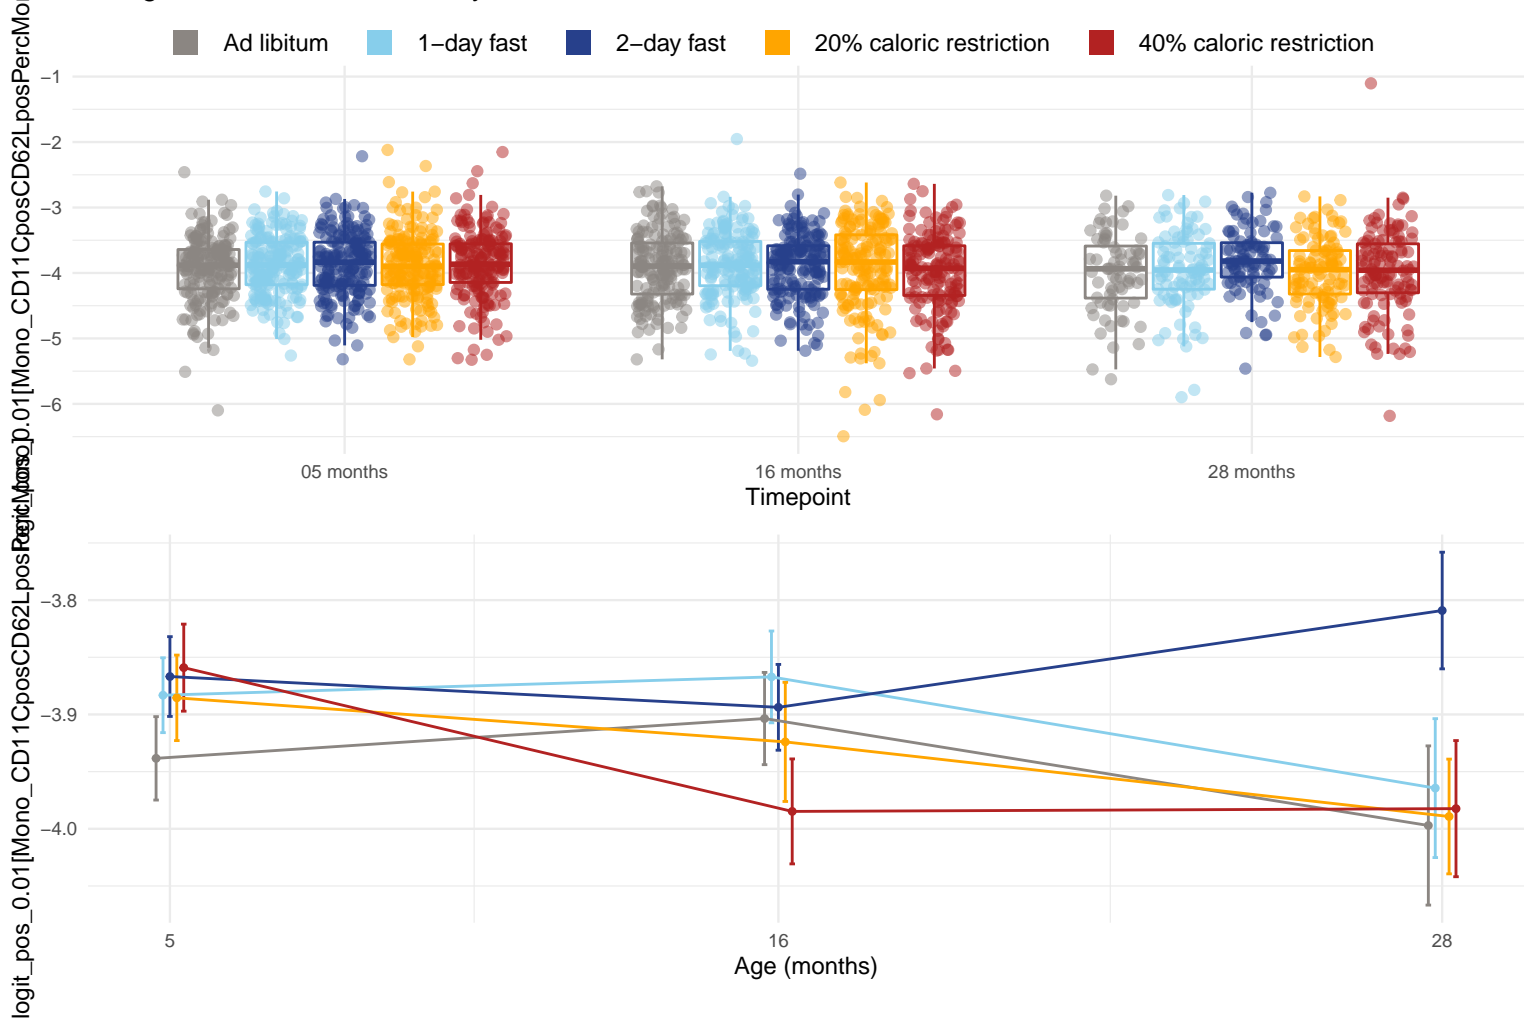 Ad libitum
1−day fast
2−day fast
20% caloric restriction
40% caloric restriction
−1
−2
−3
−4
−5
−6
05 months
16 months
28 months
Timepoint
−3.8
−3.9
−4.0
5
16
28
Age (months)
logit_pos_0.01[Mono_CD11CposCD62LposPercMono]